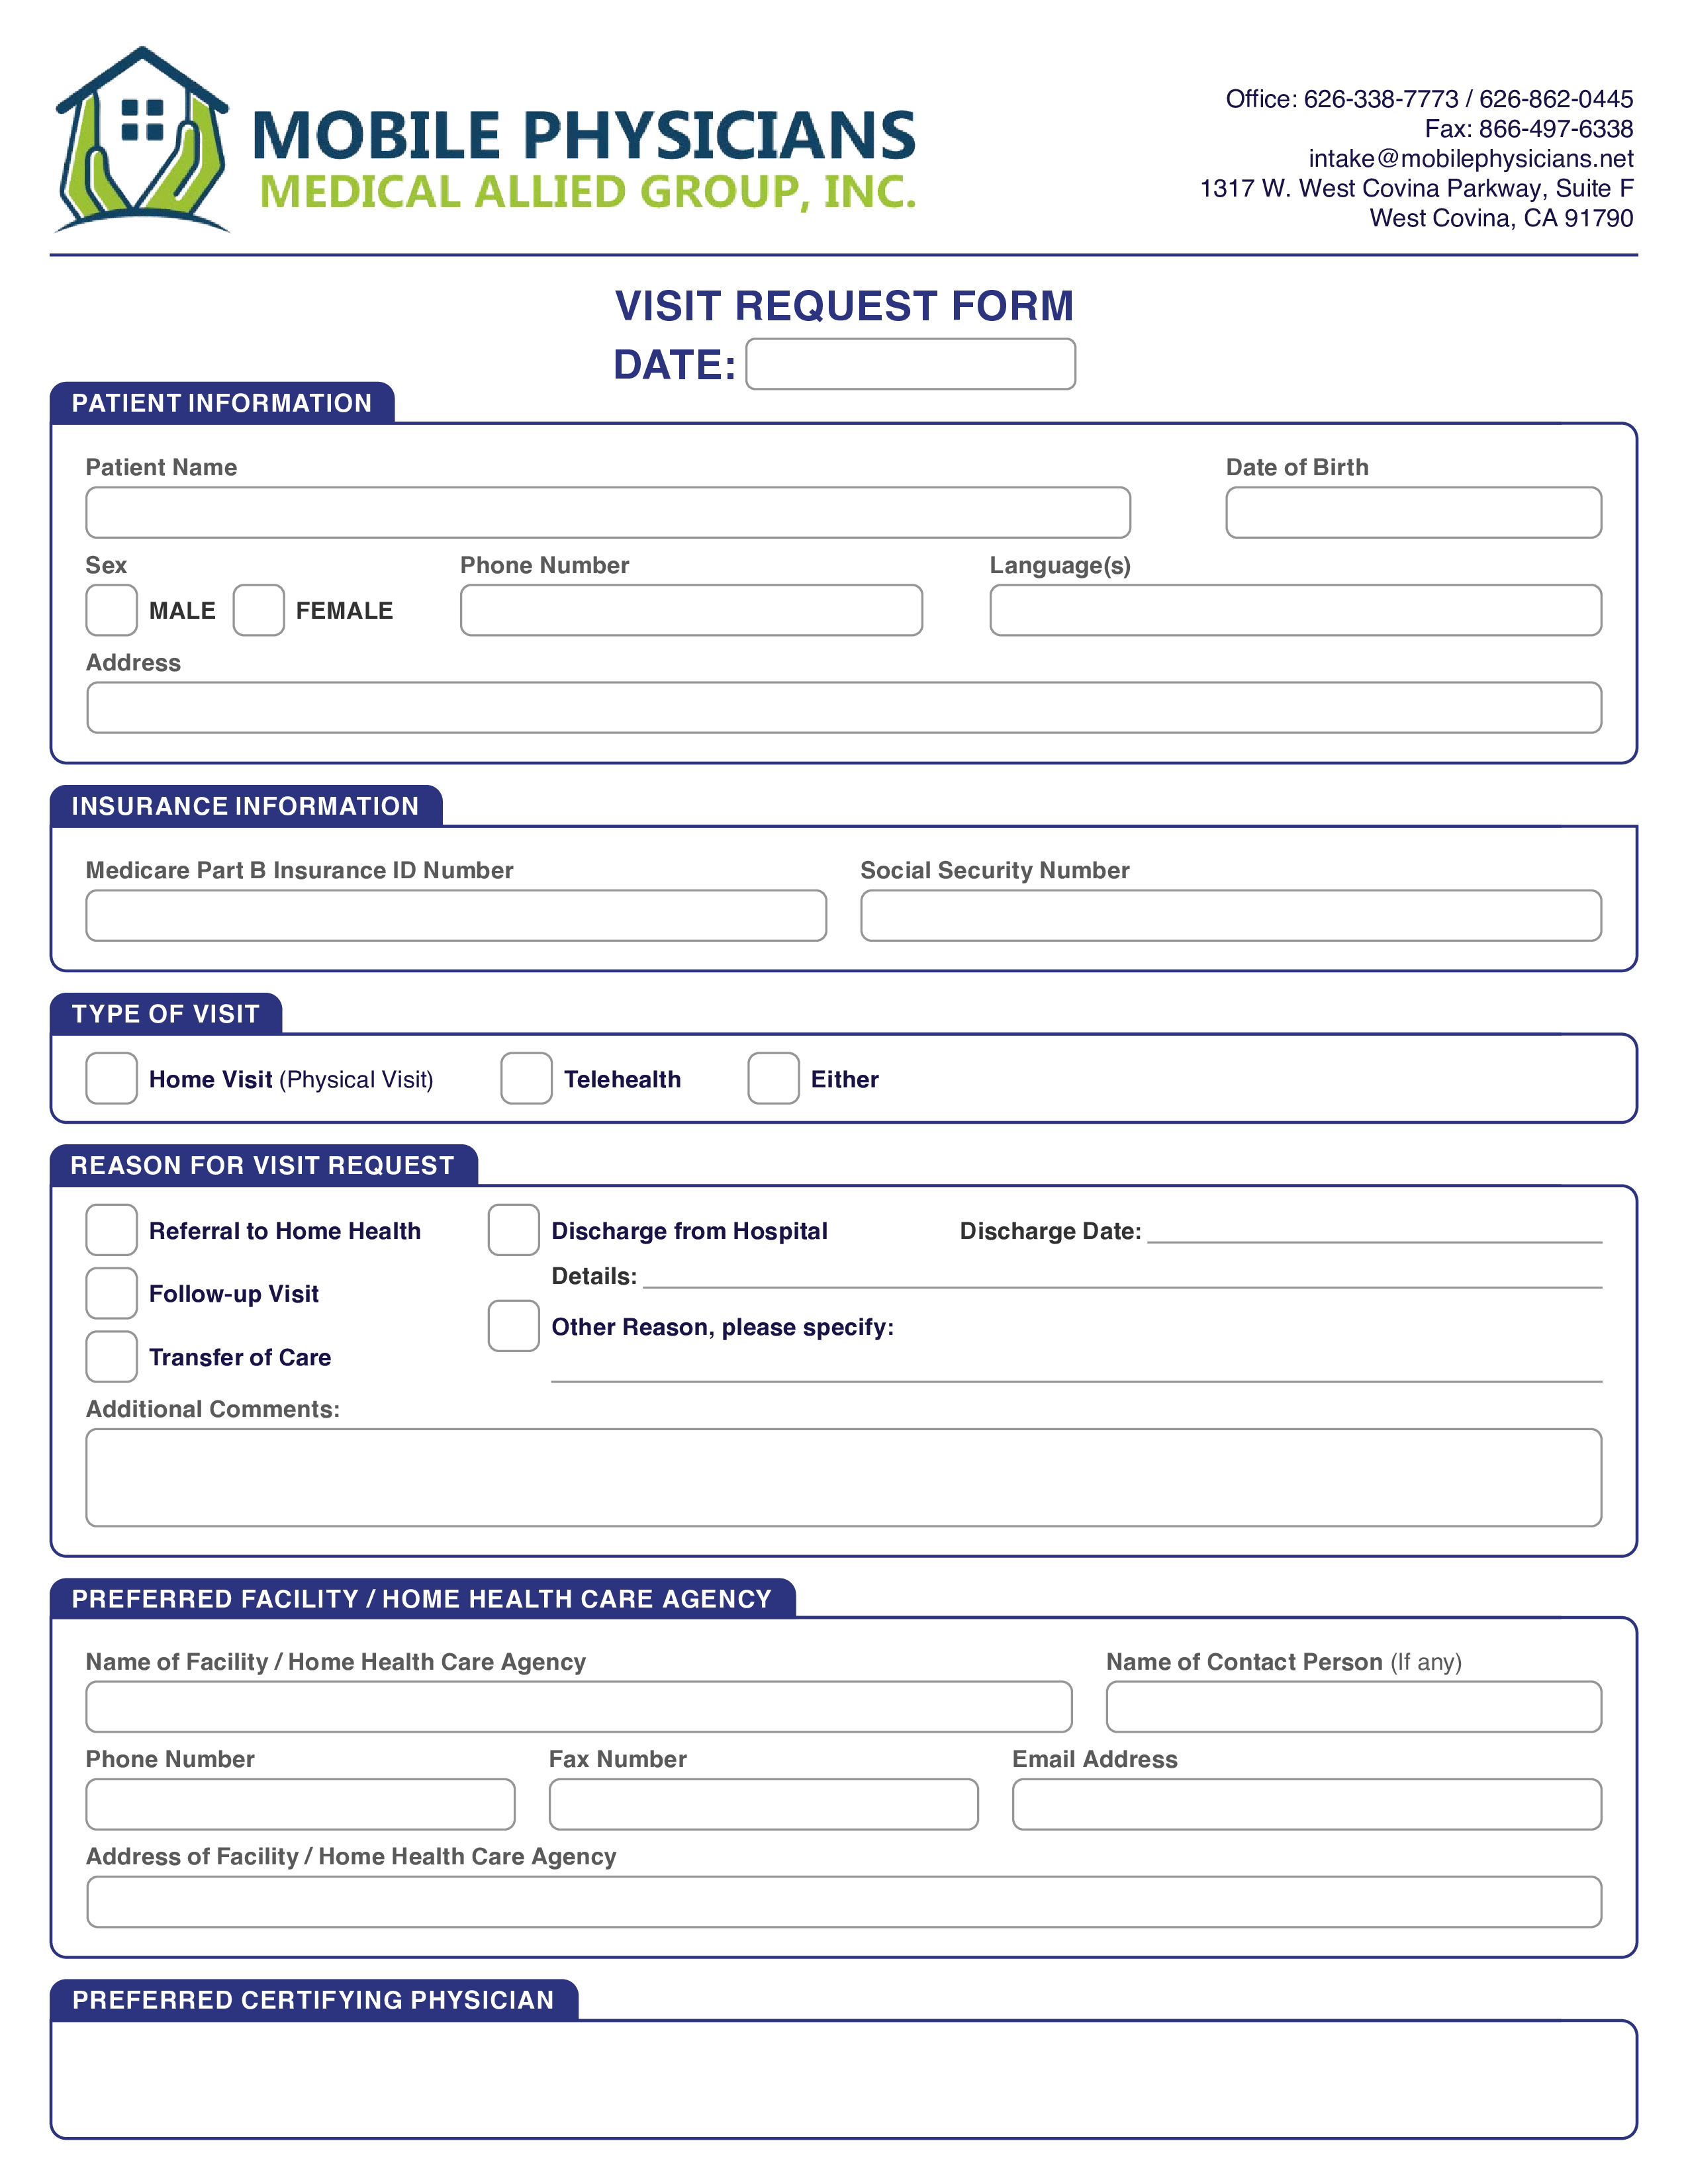 MOBILE PHYSICIANS
MEDICAL ALLIED GROUP, INC.
Office: 626-338-7773 / 626-862-0445
Fax: 866-497-6338
intake@mobilephysicians.net
1317 W. West Covina Parkway, Suite F
West Covina, CA 91790
VISIT REQUEST FORM
DATE:
PATIENT INFORMATION
Patient Name Date of Birth
Sex Phone Number Language(s)
MALE FEMALE
Address
INSURANCE INFORMATION
Medicare Part B Insurance ID Number Social Security Number
TYPE OF VISIT
Home Visit (Physical Visit) Telehealth Either
REASON FOR VISIT REQUEST
Referral to Home Health Discharge from Hospital Discharge Date:
Details:
Follow-up Visit
Other Reason, please specify:
Transfer of Care
Additional Comments:
PREFERRED FACILITY / HOME HEALTH CARE AGENCY
Name of Facility / Home Health Care Agency Name of Contact Person (If any)
Phone Number Fax Number Email Address
Address of Facility / Home Health Care Agency
PREFERRED CERTIFYING PHYSICIAN